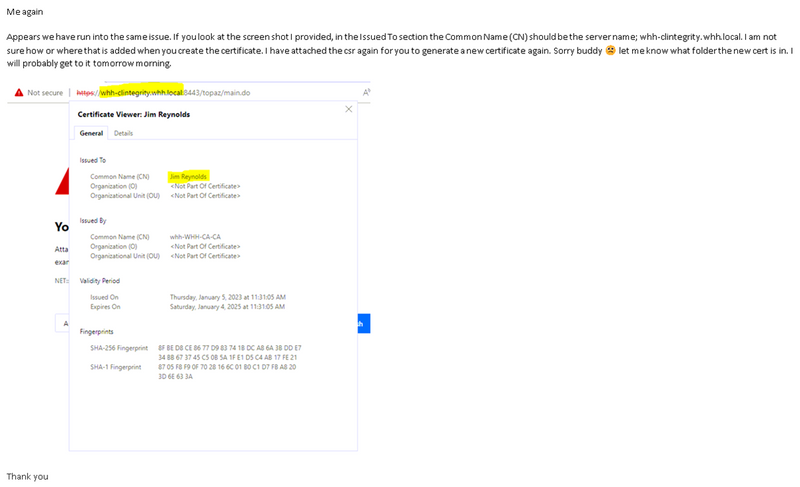 Me again
Appears we have run into the same issue. If you look at the screen shot I provided, in the Issued To section the Common Name (CN) should be the server name; whh-clintegrity.whh.local. I am not
sure how or where that is added when you create the certificate. I have attached the csr again for you to generate a new certificate again. Sorry buddy 🙁 let me know what folder the new cert is in. I
will probably get to it tomorrow morning.
Not secure | https://whh-clintegrity.whh.local:8443/topaz/main.do
Certificate Viewer: Jim Reynolds
General Details
Issued To
Common Name (CN) Jim Reynolds
Organization (O) <Not Part Of Certificate>
Organizational Unit (OU) <Not Part Of Certificate>
Issued By
Yo
Common Name (CN) whh-WHH-CA-CA
Atta
Organization (O) <Not Part Of Certificate>
exar
Organizational Unit (OU) <Not Part Of Certificate>
NET:
Validity Period
Issued On Thursday, January 5, 2023 at 11:31:05 AM
Expires On Saturday, January 4, 2025 at 11:31:05 AM
A
Fingerprints
SHA-256 Fingerprint 8F BE D8 CE 86 77 D9 83 74 1B DC A8 6A 3B DD E7
34 8B 67 37 45 C5 0B 5A 1F E1 D5 C4 AB 17 FE 21
SHA-1 Fingerprint 87 05 F8 F9 0F 70 28 16 6C 01 80 C1 D7 F8 A8 20
3D 6E 63 3A
Thank you